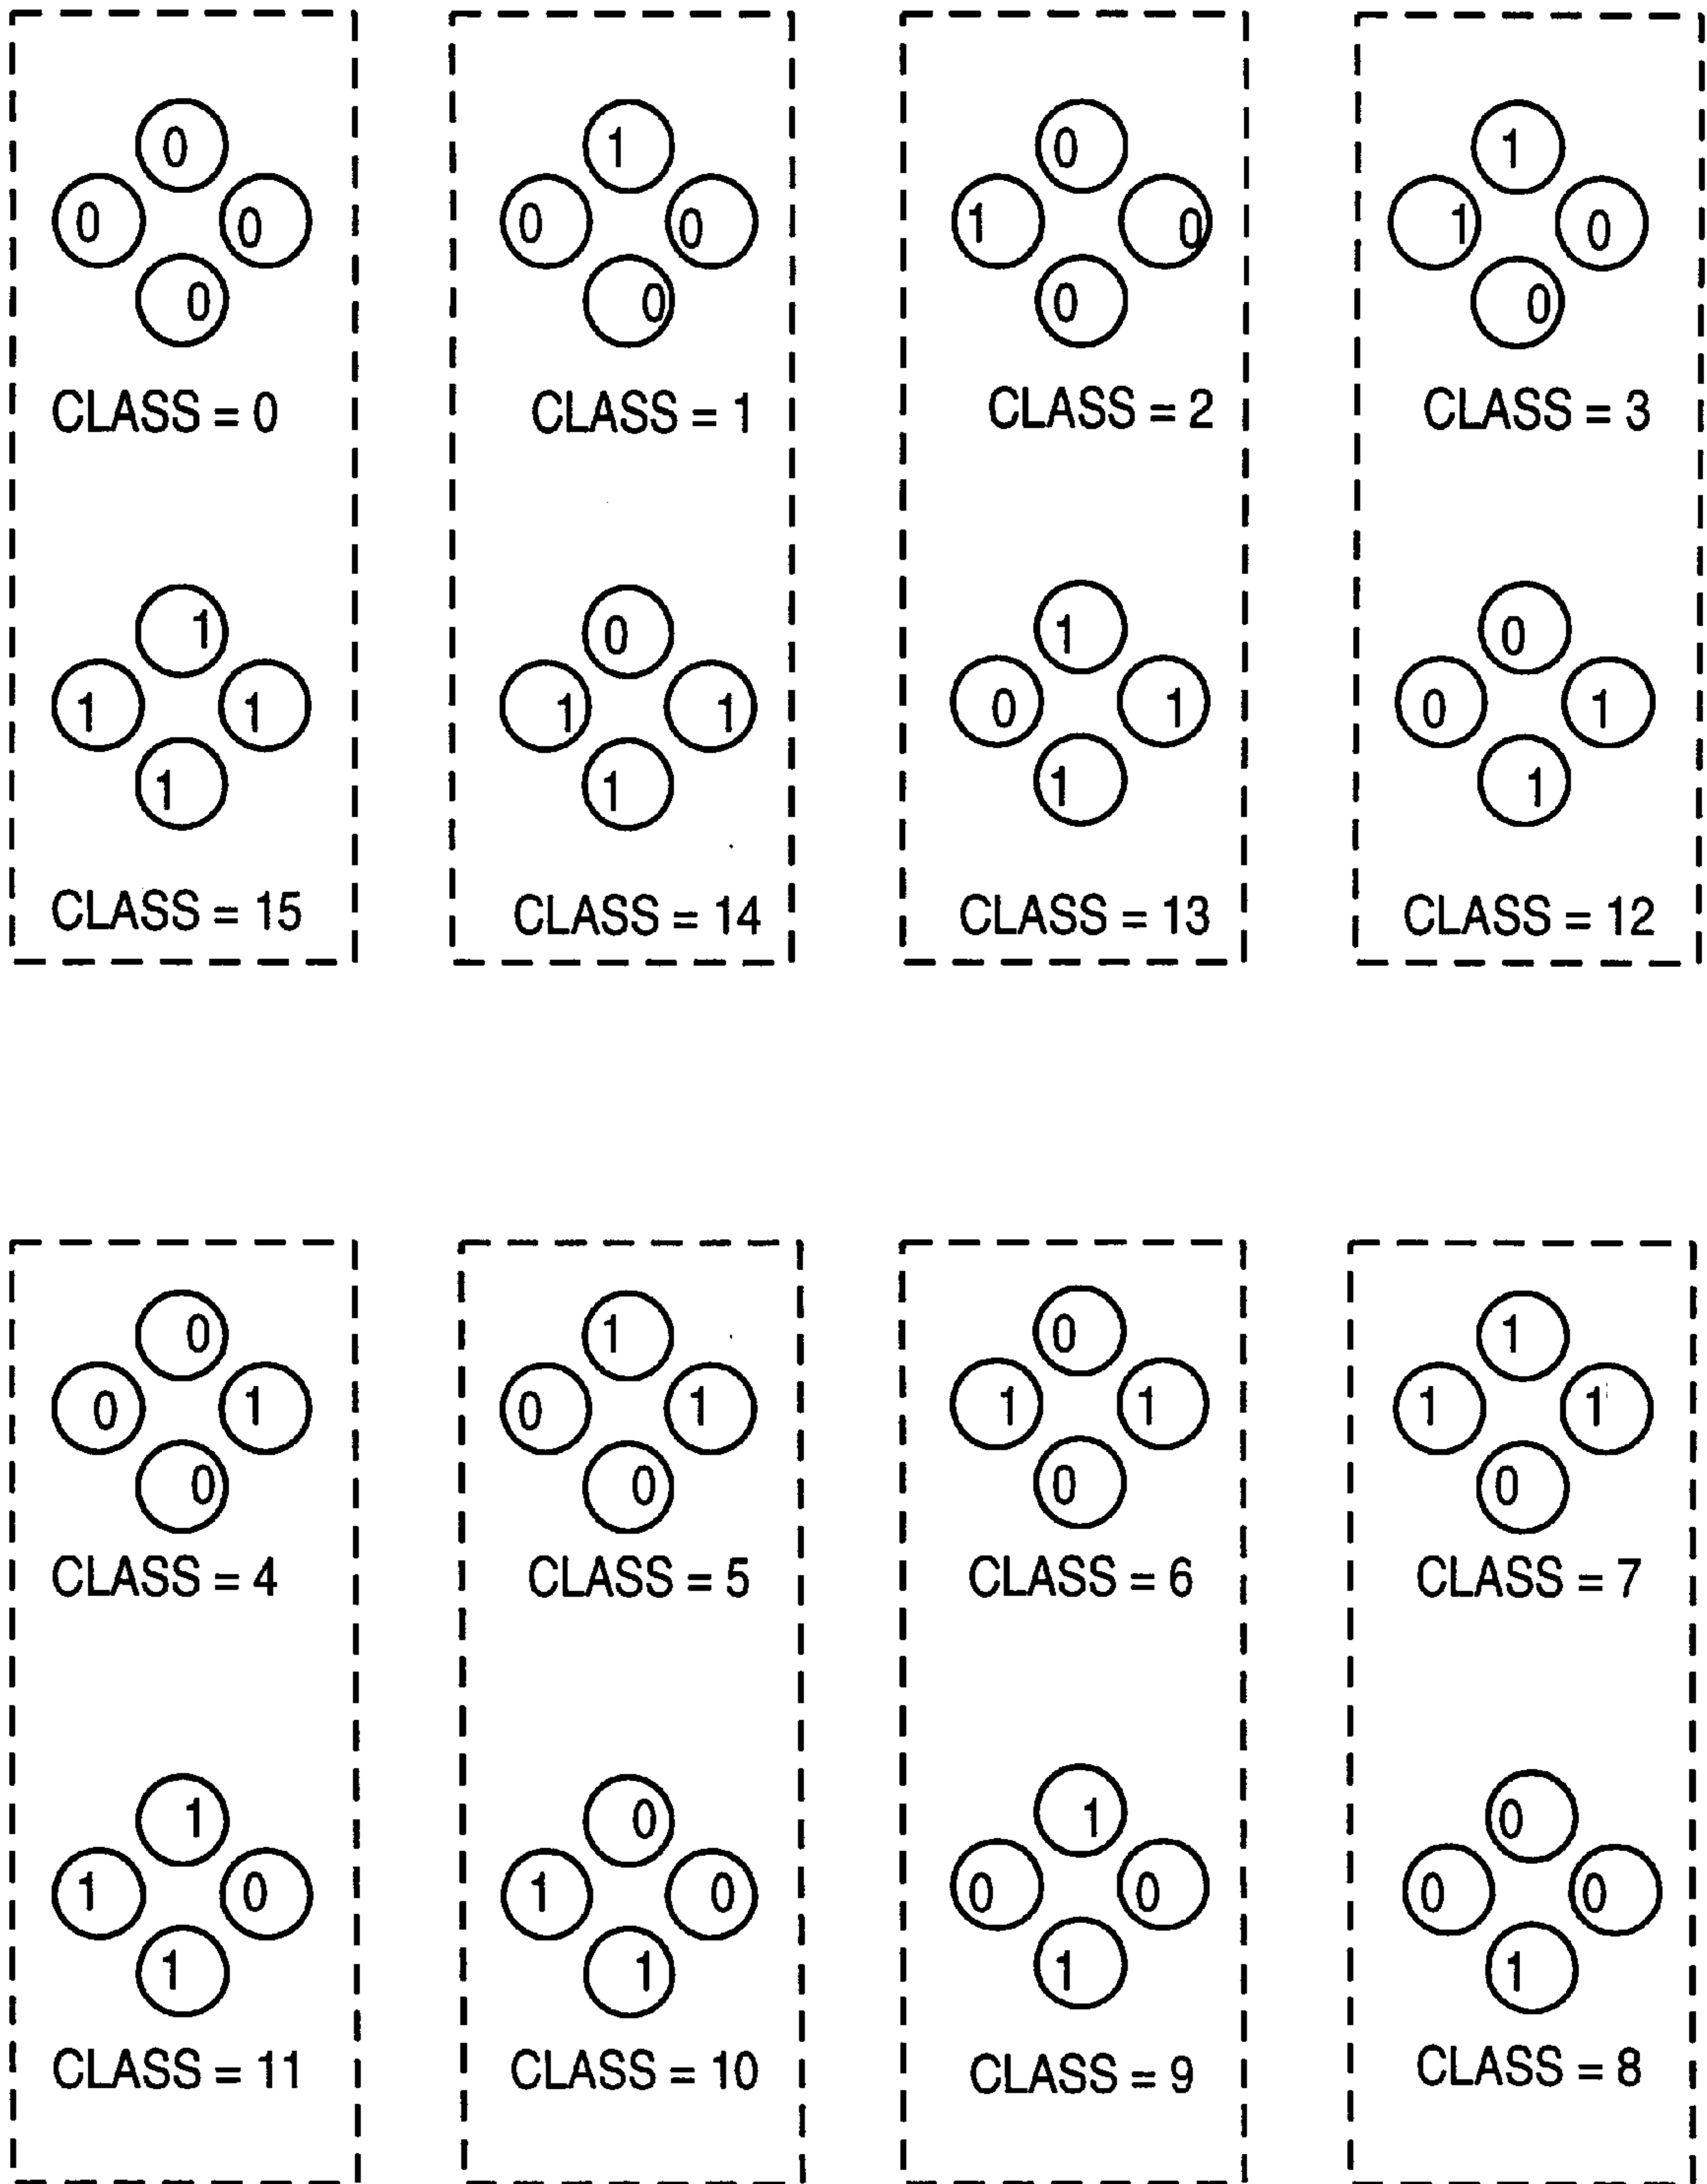 0 1 0 1
0 0 0 0 1 0 1 0
0 0 0 0
CLASS = 0 CLASS = 1 CLASS = 2 CLASS = 3
1 0 1 0
1 1 1 1 0 1 0 1
1 1 1 1
CLASS = 15 CLASS = 14 CLASS = 13 CLASS = 12
0 1 0 1
0 1 0 1 1 1 1 1
0 0 0 0
CLASS = 4 CLASS = 5 CLASS = 6 CLASS = 7
1 0 1 0
1 0 1 0 0 0 0 0
1 1 1 1
CLASS = 11 CLASS = 10 CLASS = 9 CLASS = 8